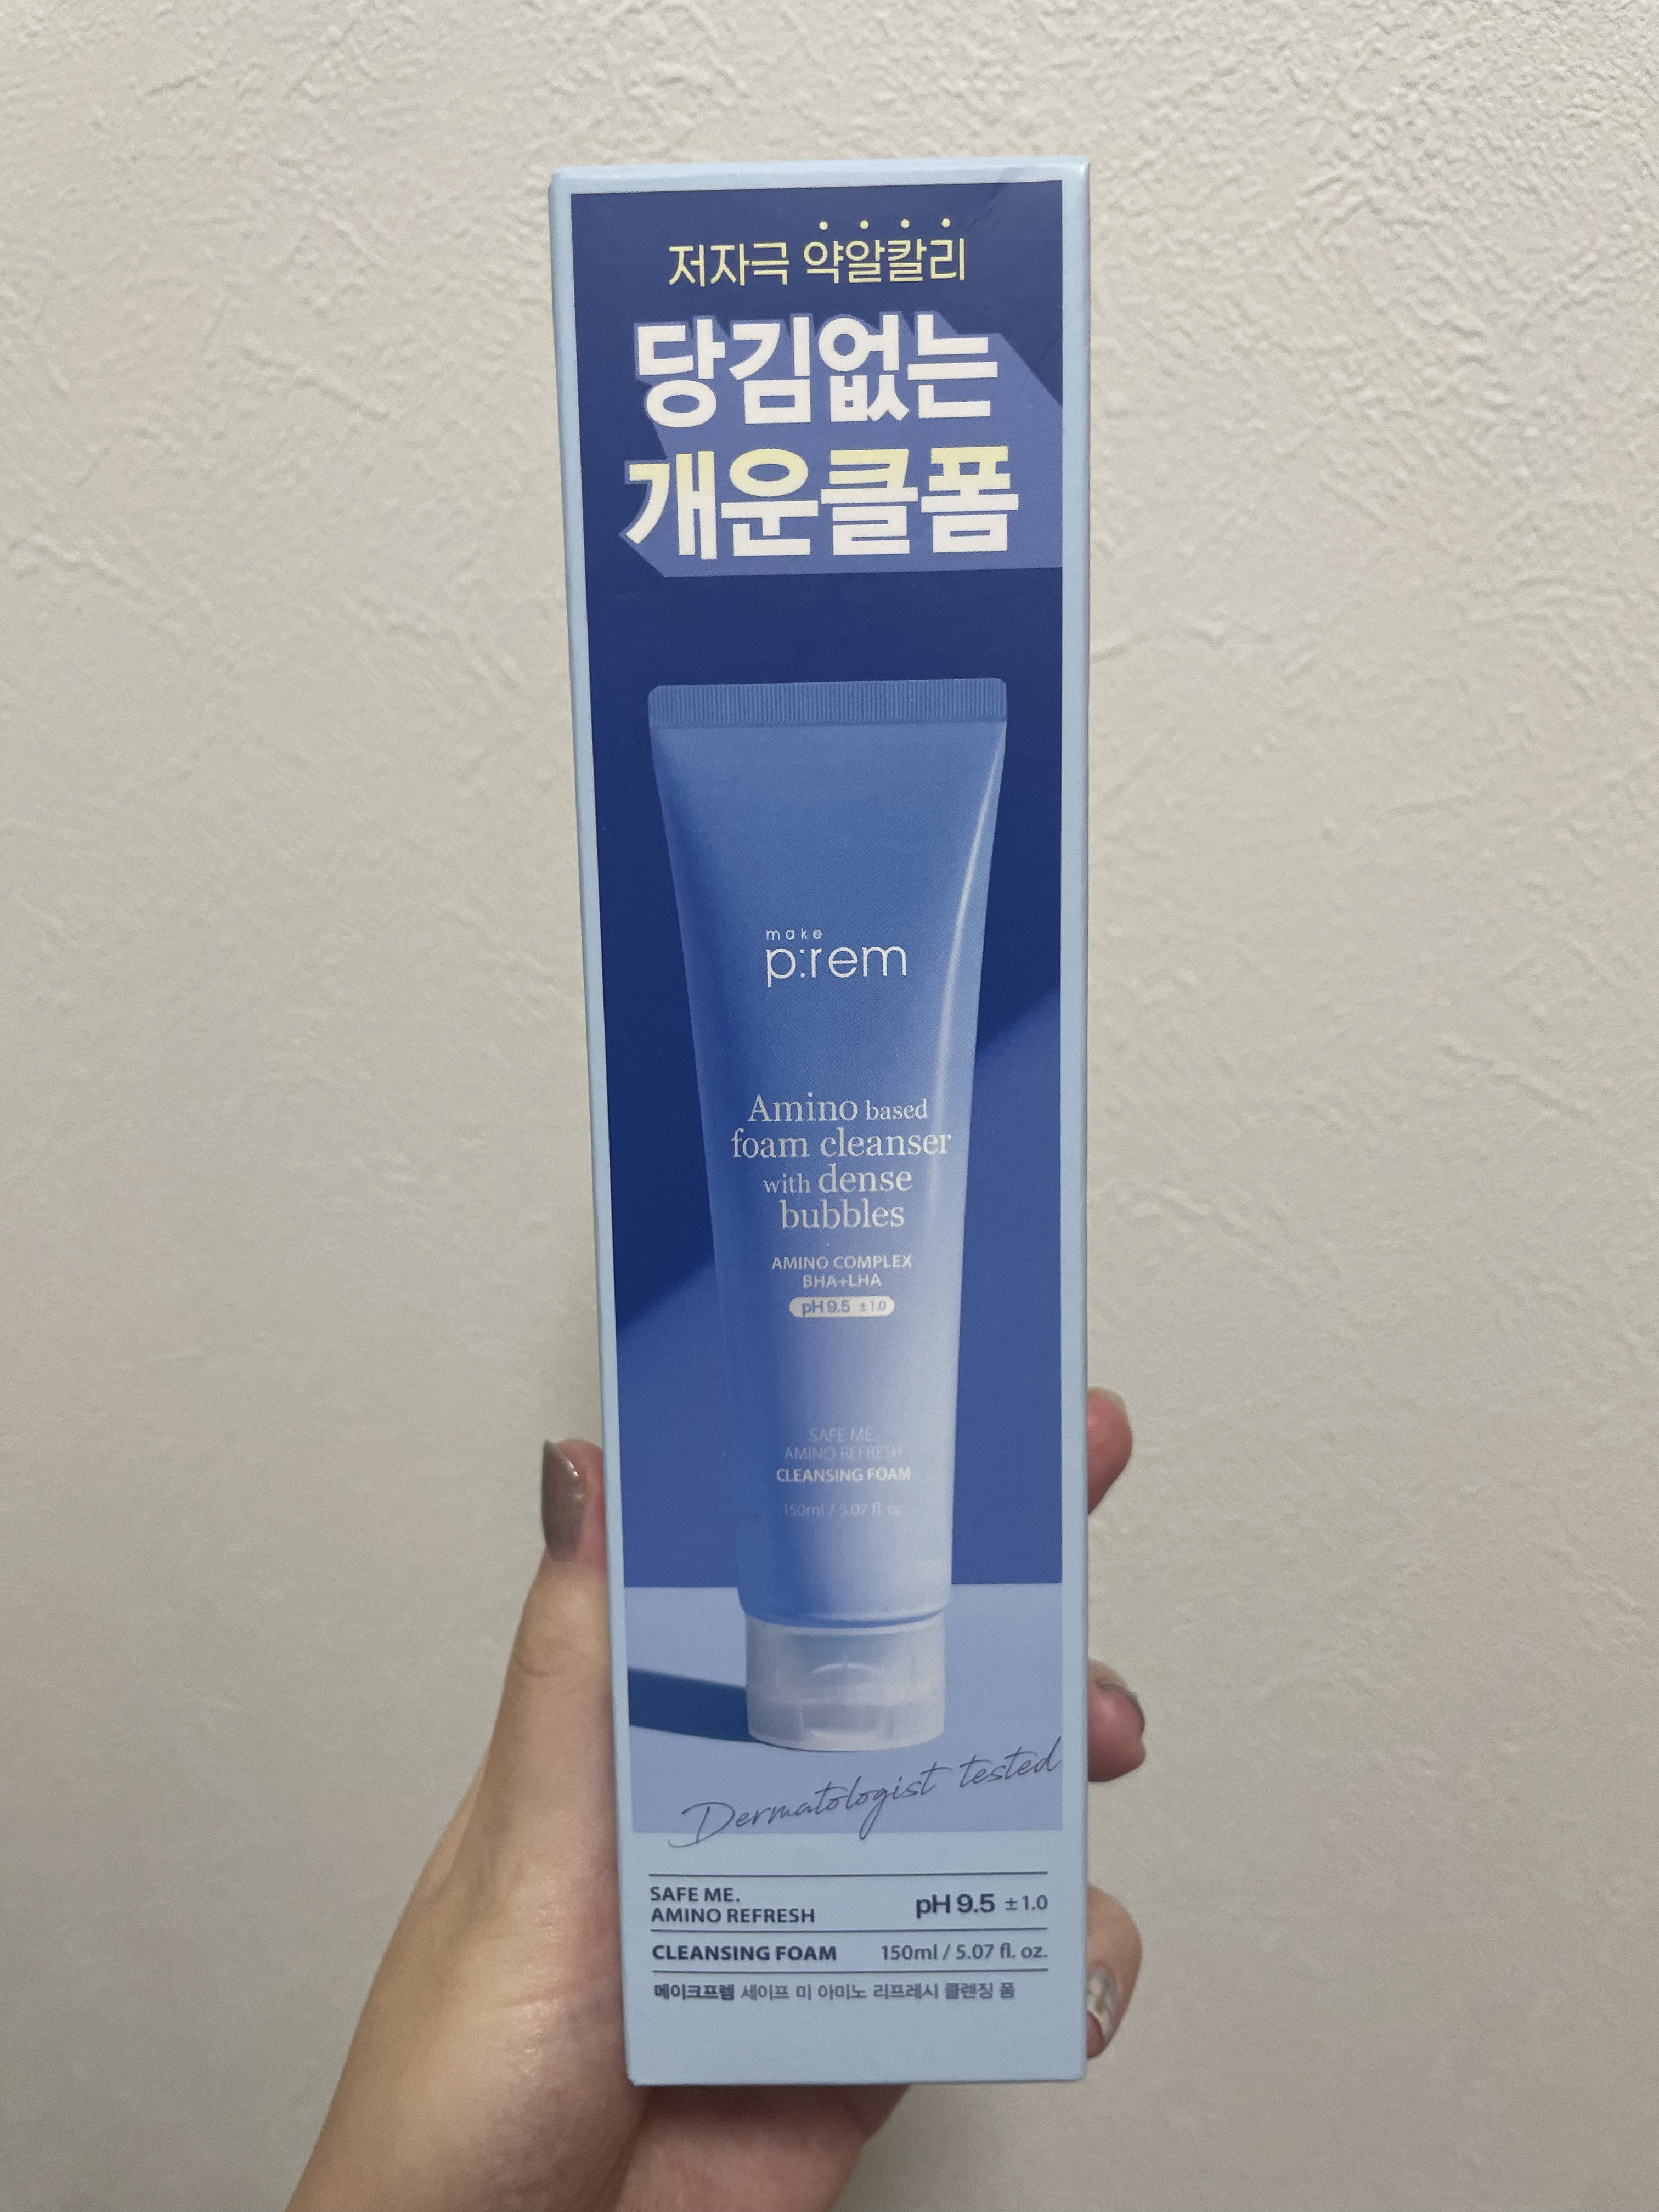 저자극 약알칼리
당김없는
개운클폼
make
p:rem
Amino based
foam cleanser
with dense
bubbles
AMINO COMPLEX
BHA+LHA
pH 9.5 ±1.0
SAFE ME.
AMINO REFRESH
CLEANSING FOAM
150ml / 5.07 fl. oz.
Dermatologist tested
SAFE ME.
AMINO REFRESH
pH 9.5 ±1.0
CLEANSING FOAM 150ml / 5.07 fl. oz.
메이크프렘 세이프 미 아미노 리프레시 클렌징 폼